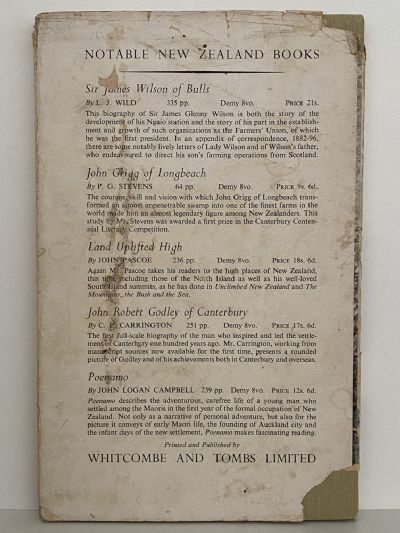 NOTABLE NEW ZEALAND BOOKS
Sir James Wilson of Bulls
By L. J. WILD 335 pp. Demy 8vo. PRICE 21s.
This biography of Sir James Glenny Wilson is both the story of the
development of his Ngaio station and the story of his part in the establish-
ment and growth of such organizations as the Farmers' Union, of which
he was the first president. In an appendix of correspondence, 1882-96,
there are some notably lively letters of Lady Wilson and of Wilson's father,
who endeavoured to direct his son's farming operations from Scotland.
John Grigg of Longbeach
By P. G. STEVENS 64 pp. Demy 8vo. PRICE 9s. 6d.
The courage, skill and vision with which John Grigg of Longbeach trans-
formed an almost impenetrable swamp into one of the finest farms in the
world made him an almost legendary figure among New Zealanders. This
study by Mr. Stevens was awarded a first prize in the Canterbury Centen-
nial Literary Competition.
Land Uplifted High
By JOHN PASCOE 236 pp. Demy 8vo. PRICE 18s. 6d.
Again Mr. Pascoe takes his readers to the high places of New Zealand,
this time including those of the North Island as well as his well-loved
South Island summits, as he has done in Unclimbed New Zealand and The
Mountains, the Bush and the Sea.
John Robert Godley of Canterbury
By C. E. CARRINGTON 251 pp. Demy 8vo. PRICE 17s. 6d.
The first full-scale biography of the man who inspired and led the settle-
ment of Canterbury one hundred years ago. Mr. Carrington, working from
manuscript sources now available for the first time, presents a rounded
picture of Godley and of his achievements both in Canterbury and overseas.
Poenamo
By JOHN LOGAN CAMPBELL 239 pp. Demy 8vo. PRICE 12s. 6d.
Poenamo describes the adventurous, carefree life of a young man who
settled among the Maoris in the first year of the formal occupation of New
Zealand. Not only as a narrative of personal adventure, but also for the
picture it conveys of early Maori life, the founding of Auckland city and
the infant days of the new settlement, Poenamo makes fascinating reading.
Printed and Published by
WHITCOMBE AND TOMBS LIMITED